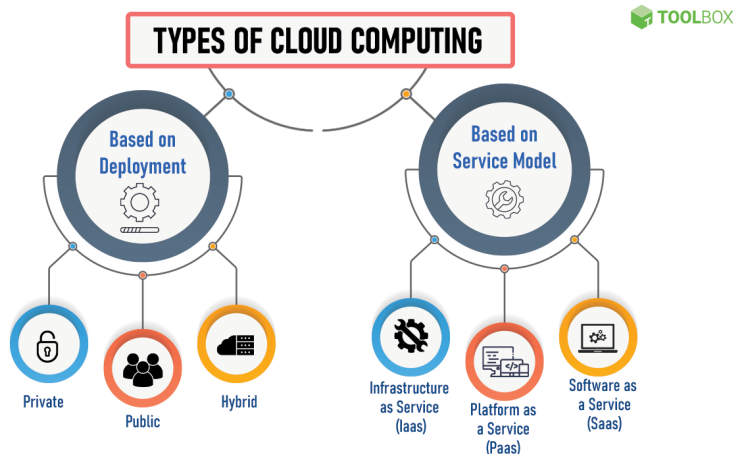 TYPES OF CLOUD COMPUTING
TOOLBOX
Based on
Deployment
Based on
Service Model
Private
Public
Hybrid
Infrastructure
as Service
(Iaas)
Platform as
a Service
(Paas)
Software as
a Service
(Saas)